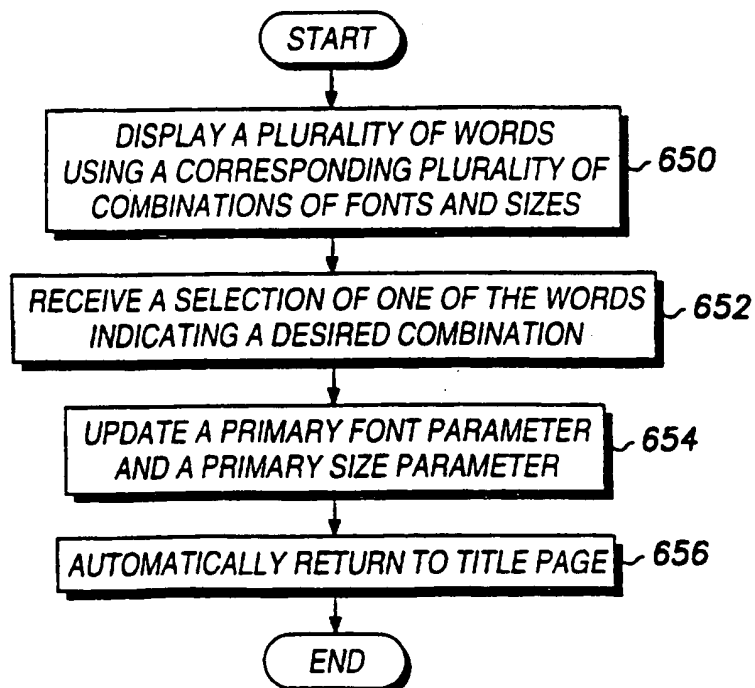 START
DISPLAY A PLURALITY OF WORDS
USING A CORRESPONDING PLURALITY OF
COMBINATIONS OF FONTS AND SIZES
650
RECEIVE A SELECTION OF ONE OF THE WORDS
INDICATING A DESIRED COMBINATION
652
UPDATE A PRIMARY FONT PARAMETER
AND A PRIMARY SIZE PARAMETER
654
AUTOMATICALLY RETURN TO TITLE PAGE
656
END